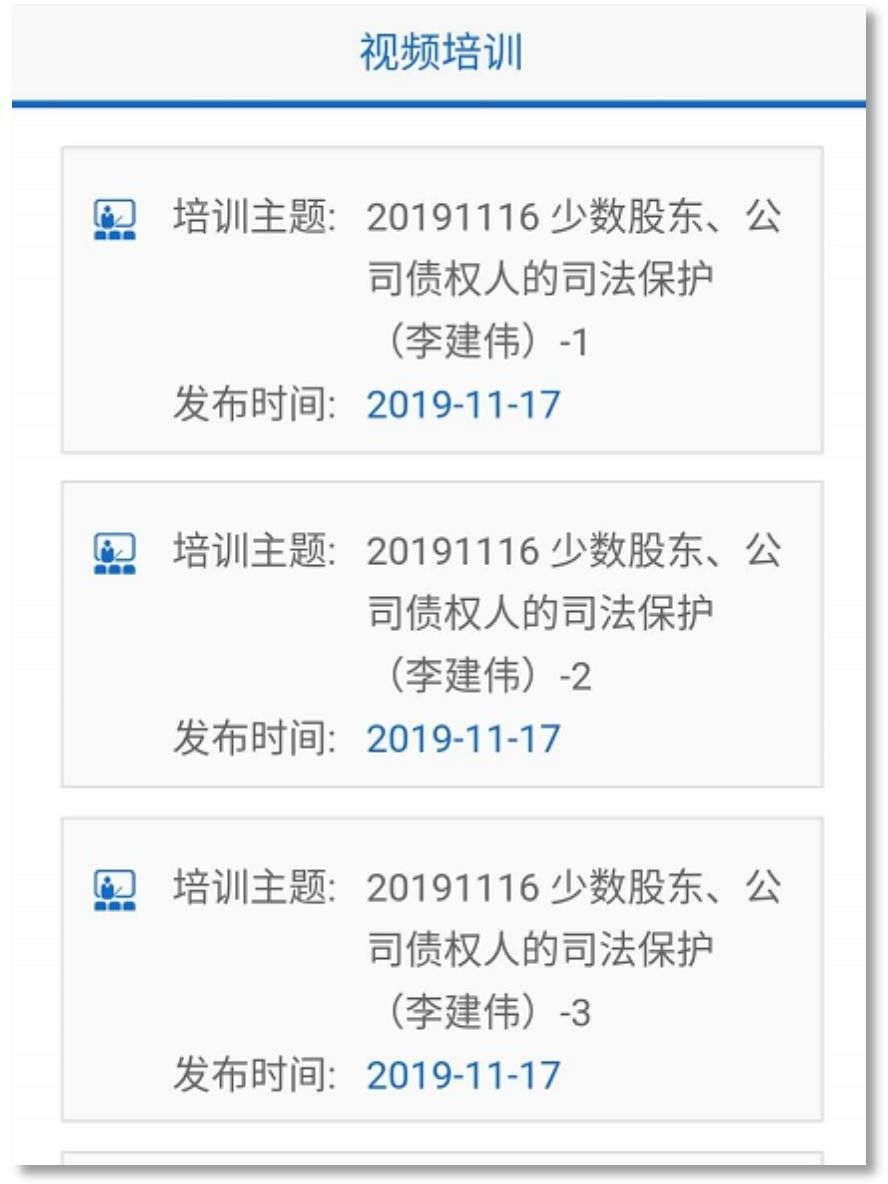 视频培训
培训主题: 20191116 少数股东、公
司债权人的司法保护
（李建伟）-1
发布时间: 2019-11-17
培训主题: 20191116 少数股东、公
司债权人的司法保护
（李建伟）-2
发布时间: 2019-11-17
培训主题: 20191116 少数股东、公
司债权人的司法保护
（李建伟）-3
发布时间: 2019-11-17